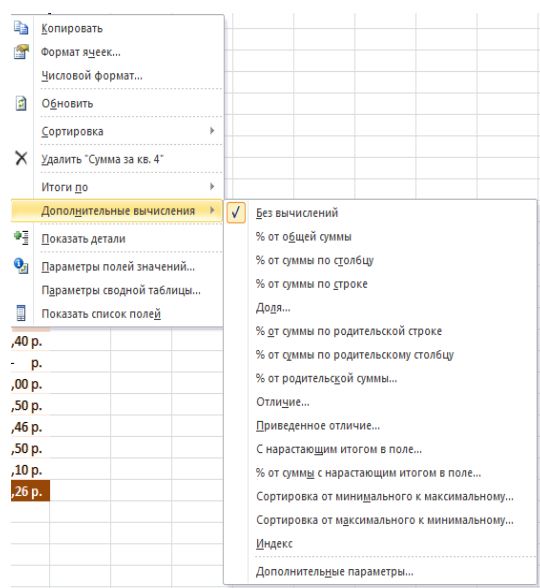 Копировать
Формат ячеек...
Числовой формат...
Обновить
Сортировка
Удалить "Сумма за кв. 4"
Итоги по
Дополнительные вычисления
Показать детали
Параметры полей значений...
Параметры сводной таблицы...
Показать список полей
Без вычислений
% от общей суммы
% от суммы по столбцу
% от суммы по строке
Доля...
% от суммы по родительской строке
% от суммы по родительскому столбцу
% от родительской суммы...
Отличие...
Приведенное отличие...
С нарастающим итогом в поле...
% от суммы с нарастающим итогом в поле...
Сортировка от минимального к максимальному...
Сортировка от максимального к минимальному...
Индекс
Дополнительные параметры...
,40 р.
- р.
,00 р.
,50 р.
,46 р.
,50 р.
,10 р.
,26 р.